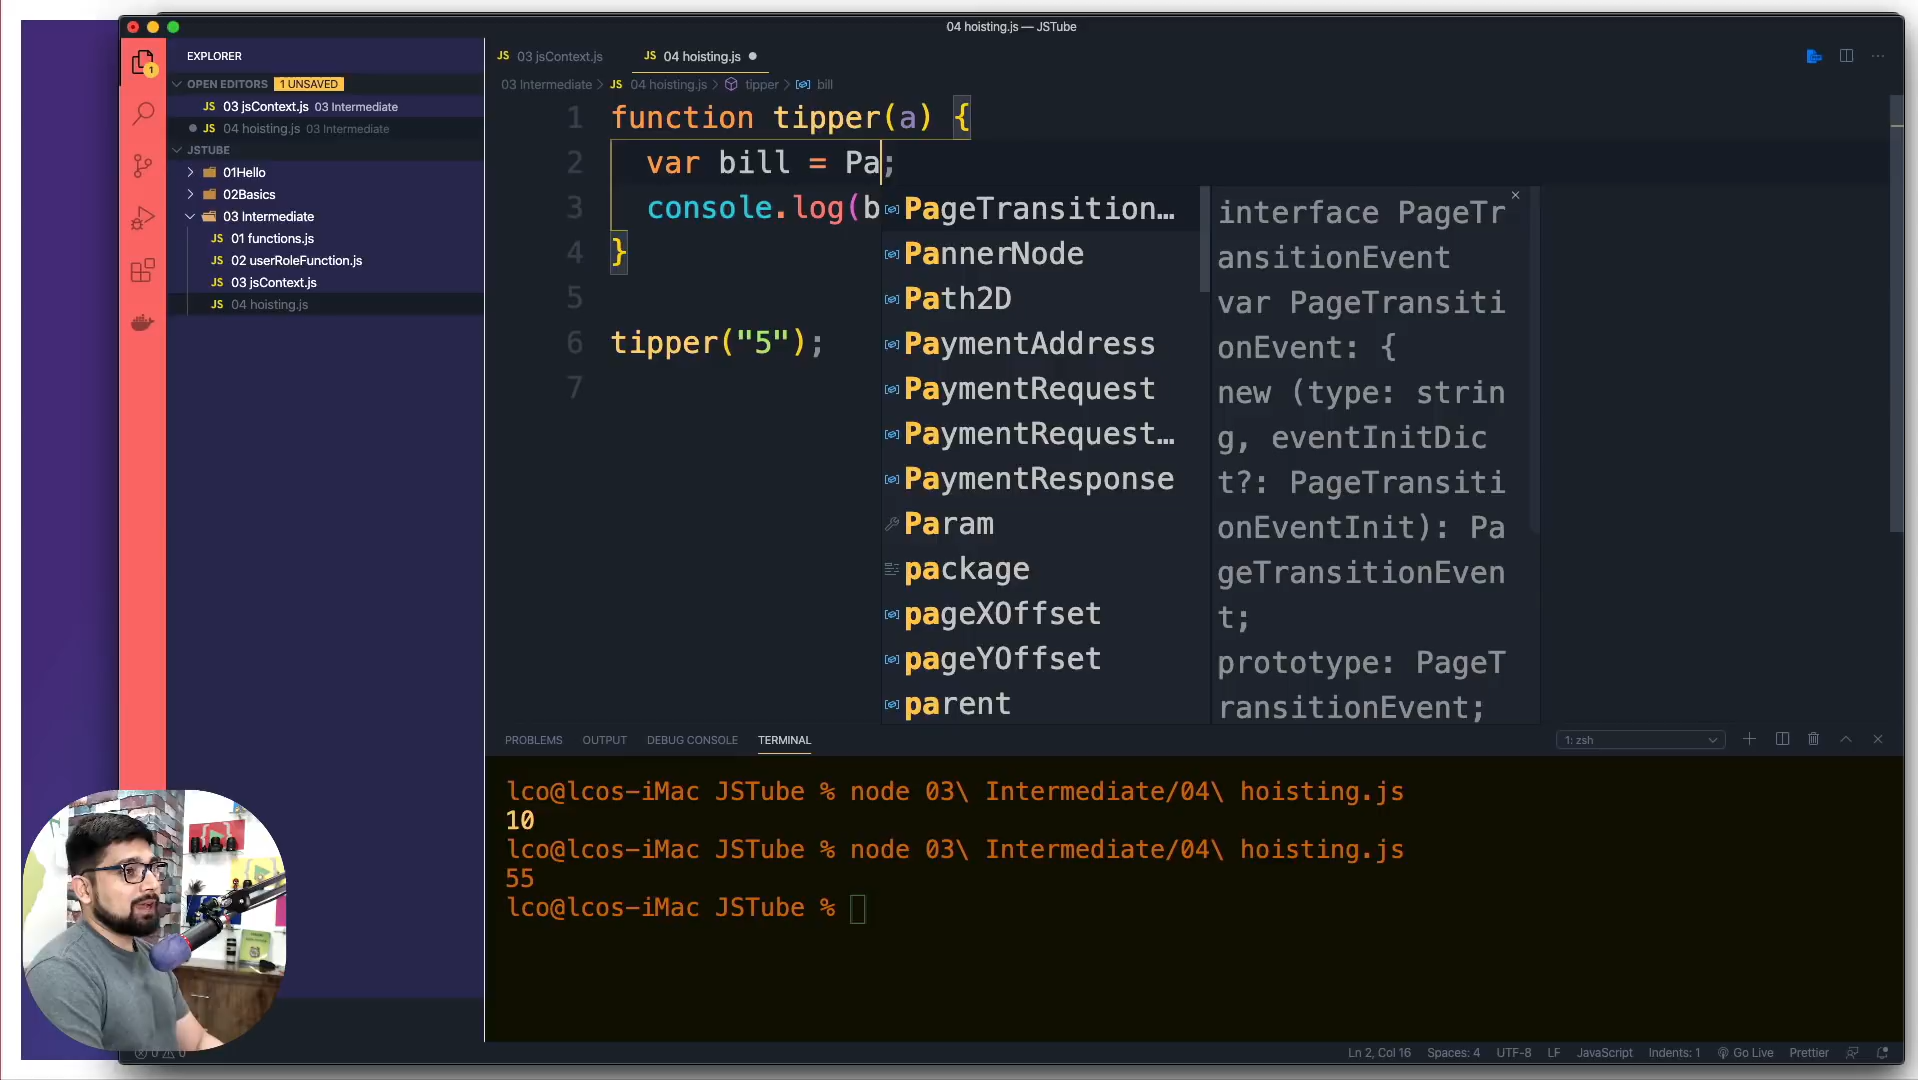 04 hoisting.js — JSTube
EXPLORER
OPEN EDITORS 1 UNSAVED
JS 03 jsContext.js 03 Intermediate
JS 04 hoisting.js 03 Intermediate
JSTUBE
01Hello
02Basics
03 Intermediate
JS 01 functions.js
JS 02 userRoleFunction.js
JS 03 jsContext.js
JS 04 hoisting.js
1
JS 03 jsContext.js
JS 04 hoisting.js
03 Intermediate > JS 04 hoisting.js > tipper > bill
1 function tipper(a) {
2 var bill = Pa;
3 console.log(b
4 }
5
6 tipper("5");
7
PageTransition…
PannerNode
Path2D
PaymentAddress
PaymentRequest
PaymentRequest…
PaymentResponse
Param
package
pageXOffset
pageYOffset
parent
interface PageTr
ansitionEvent
var PageTransiti
onEvent: {
new (type: strin
g, eventInitDic
t?: PageTransiti
onEventInit): Pa
geTransitionEven
t;
prototype: PageT
ransitionEvent;
PROBLEMS OUTPUT DEBUG CONSOLE TERMINAL 1: zsh
lco@lcos-iMac JSTube % node 03\ Intermediate/04\ hoisting.js
10
lco@lcos-iMac JSTube % node 03\ Intermediate/04\ hoisting.js
55
lco@lcos-iMac JSTube %
0 0 Ln 2, Col 16 Spaces: 4 UTF-8 LF JavaScript Indents: 1 Go Live Prettier